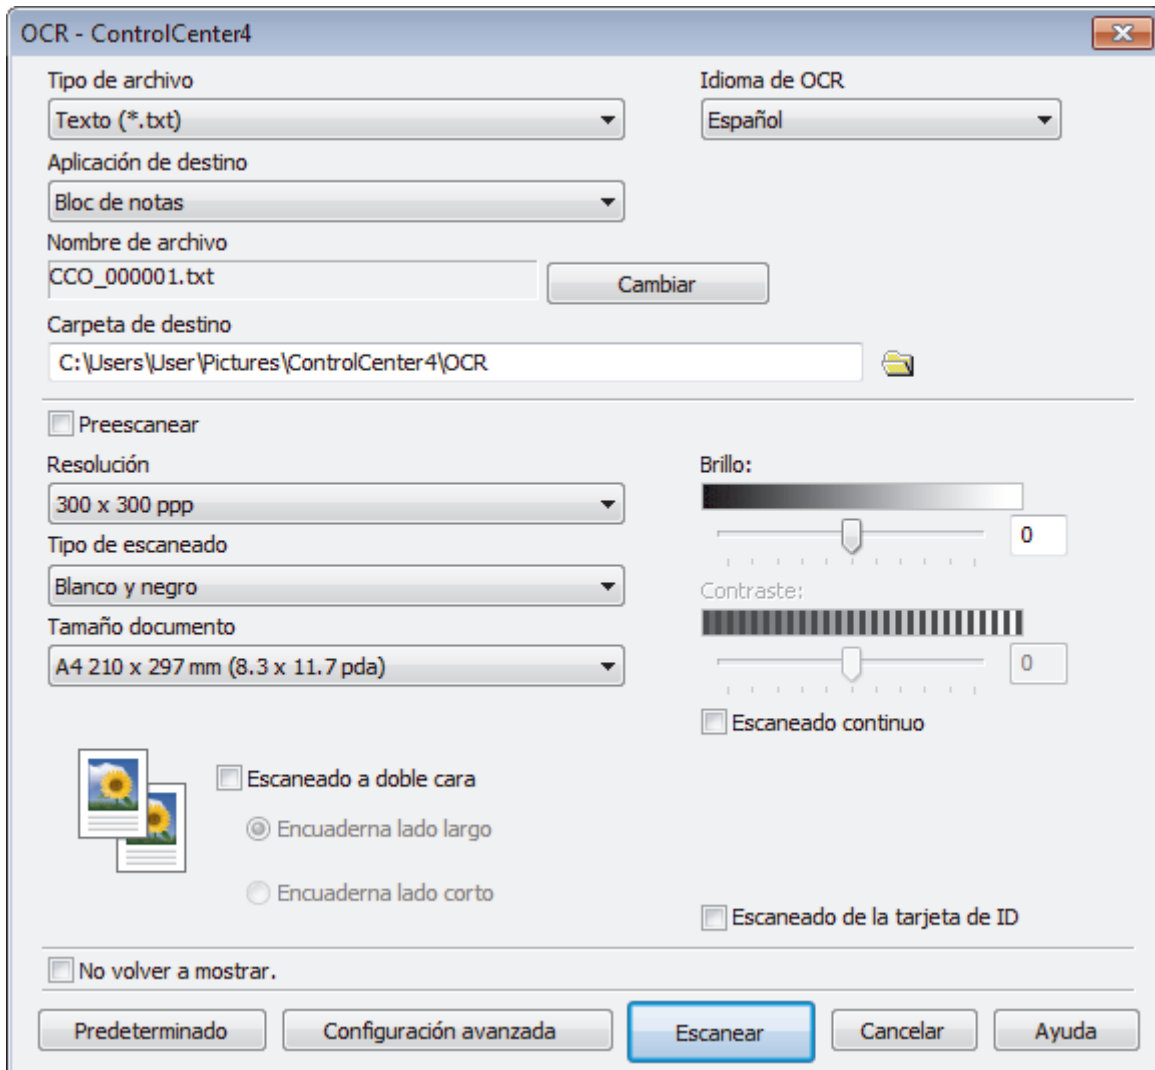 OCR - ControlCenter4
Tipo de archivo
Idioma de OCR
Texto (*.txt)
Español
Aplicación de destino
Bloc de notas
Nombre de archivo
CCO_000001.txt
Cambiar
Carpeta de destino
C:\Users\User\Pictures\ControlCenter4\OCR
Preescanear
Resolución
Brillo:
300 x 300 ppp
0
Tipo de escaneado
Blanco y negro
Contraste:
Tamaño documento
A4 210 x 297 mm (8.3 x 11.7 pda)
0
Escaneado continuo
Escaneado a doble cara
Encuaderna lado largo
Encuaderna lado corto
Escaneado de la tarjeta de ID
No volver a mostrar.
Predeterminado
Configuración avanzada
Escanear
Cancelar
Ayuda